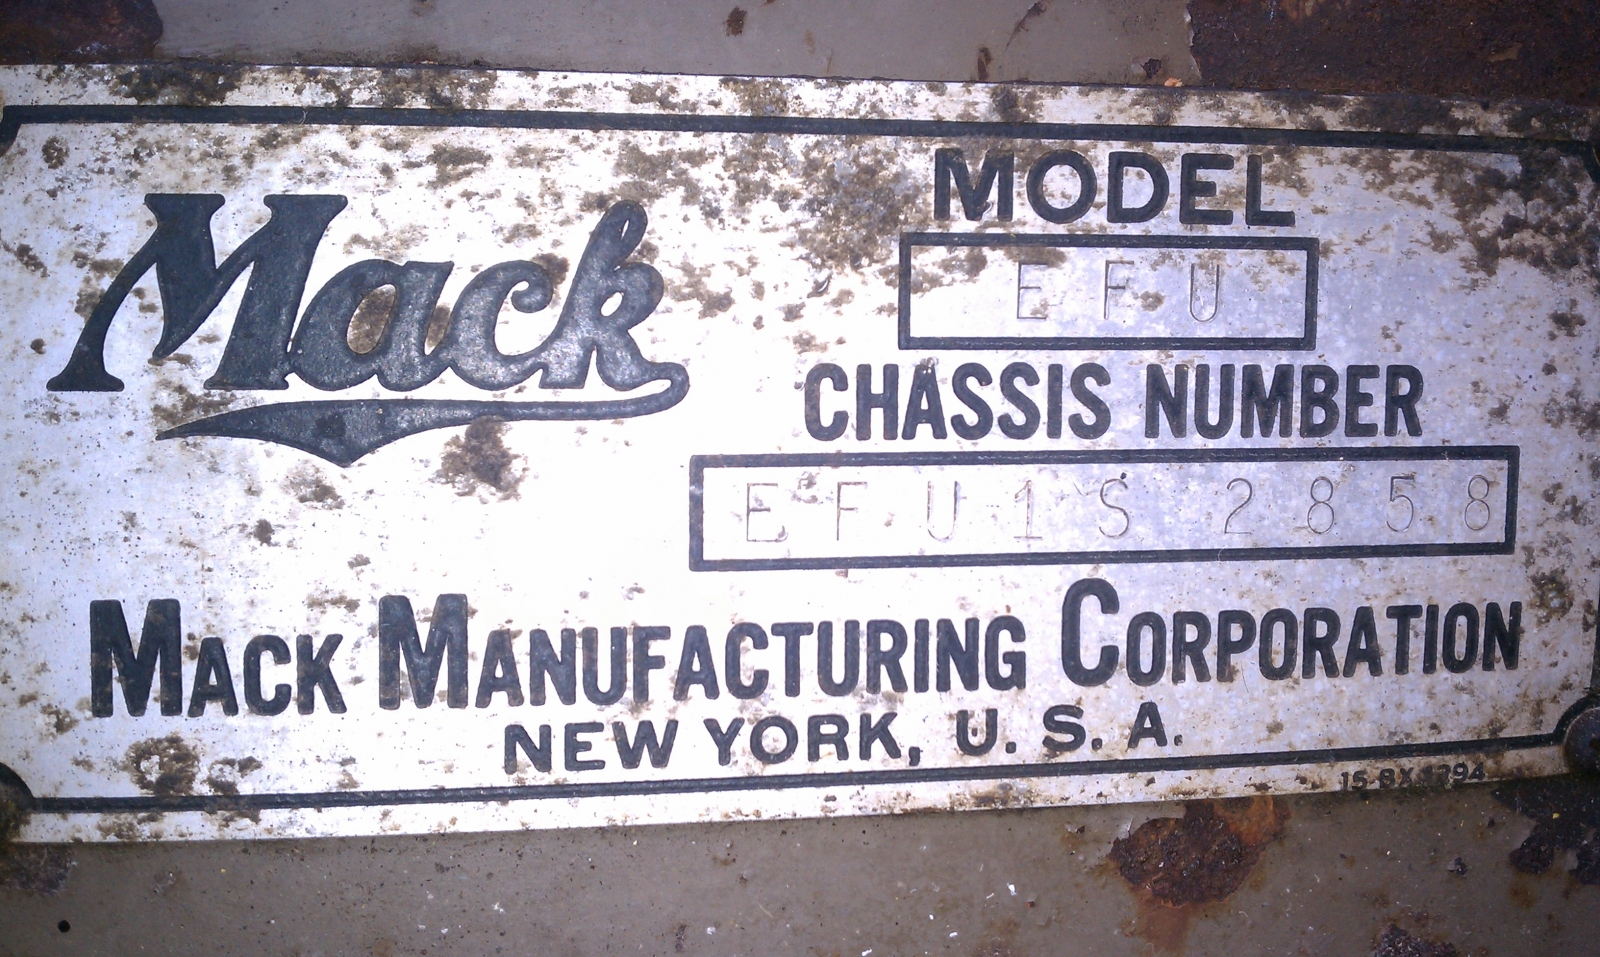 Mack
MODEL
EFU
CHASSIS NUMBER
EFU1S 2858
MACK MANUFACTURING CORPORATION
NEW YORK, U. S. A.